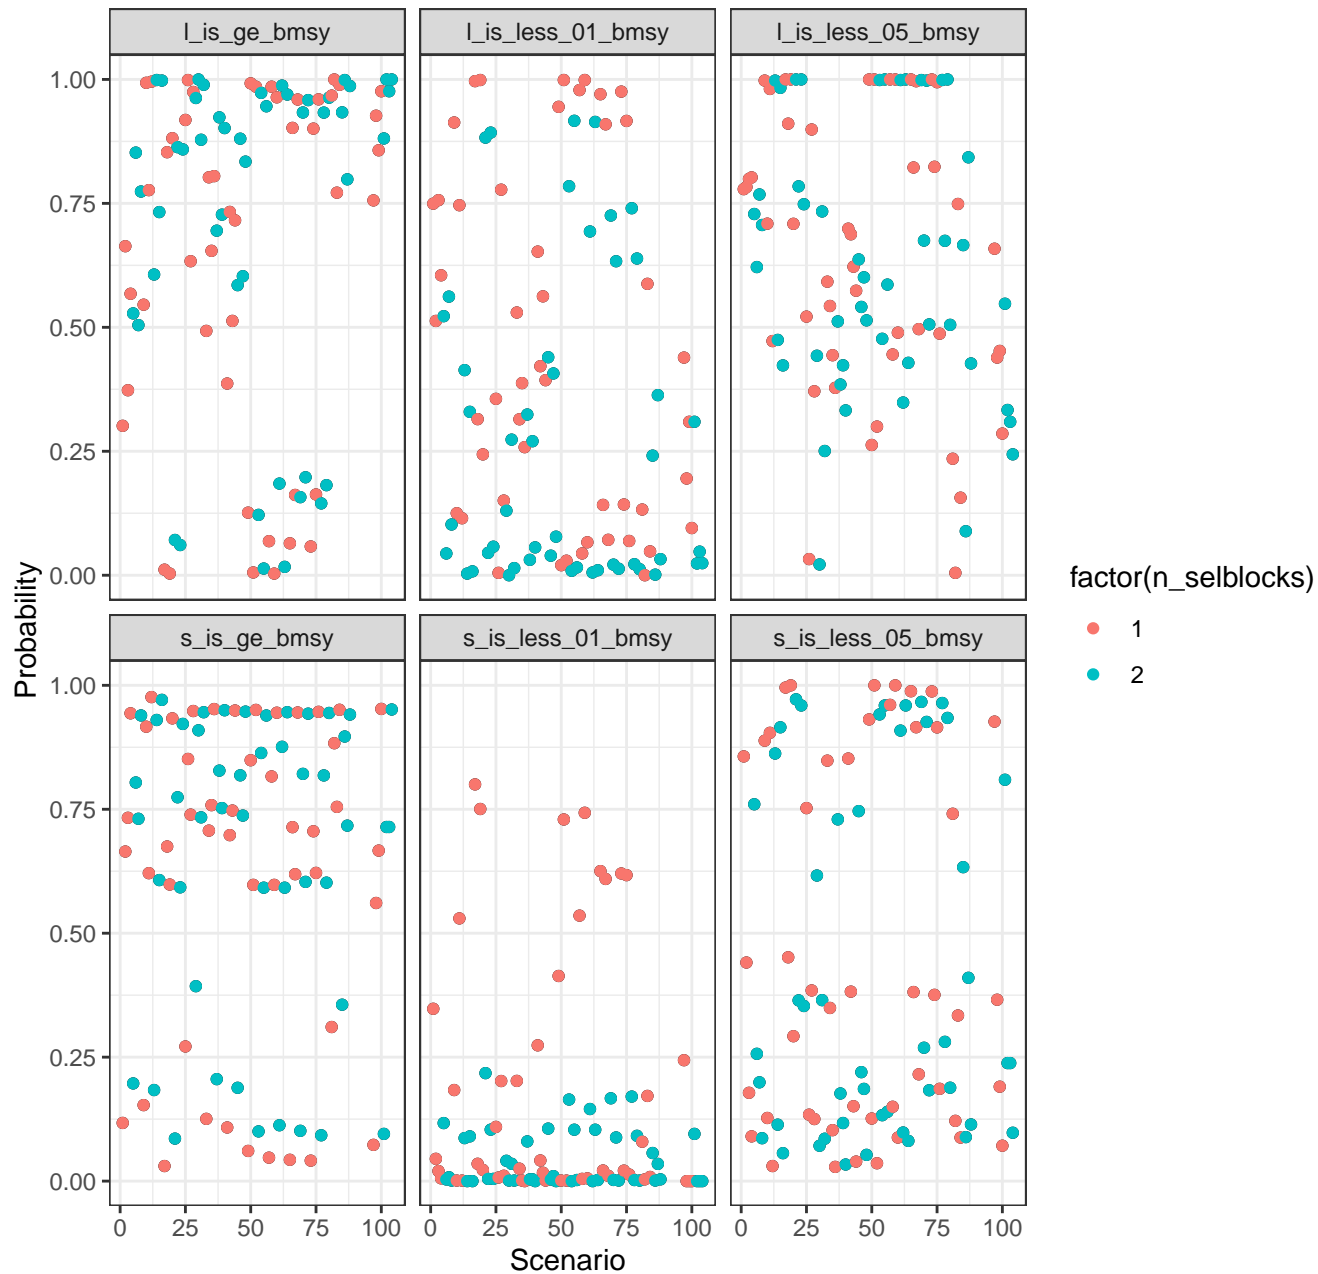 l_is_ge_bmsy
l_is_less_01_bmsy
l_is_less_05_bmsy
1.00
0.75
0.50
0.25
0.00
s_is_ge_bmsy
s_is_less_01_bmsy
s_is_less_05_bmsy
1.00
0.75
0.50
0.25
0.00
0 25 50 75 100
0 25 50 75 100
0 25 50 75 100
Scenario
Probability
factor(n_selblocks)
1
2